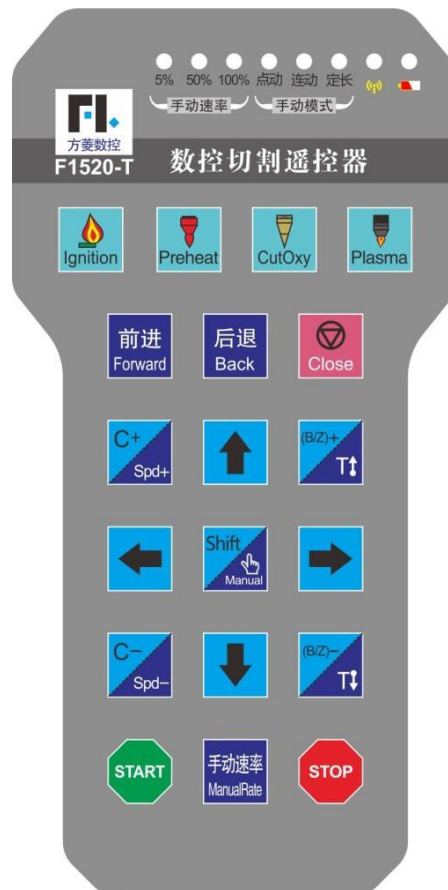 5% 50% 100% 点动 连动 定长
手动速率 手动模式
方菱数控
F1520-T 数控切割遥控器
Ignition Preheat CutOxy Plasma
前进 后退
Forward Back Close
C+ (B/Z)+
Spd+ T
Shift
Manual
C− (B/Z)−
Spd− T
START 手动速率 STOP
ManualRate